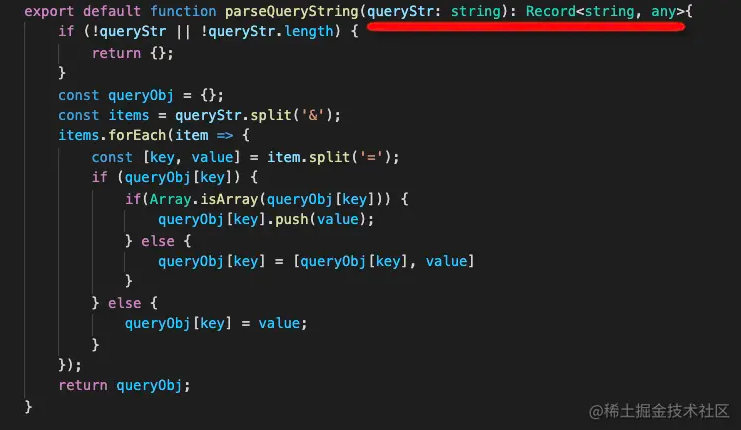 export default function parseQueryString(queryStr: string): Record<string, any>{
    if (!queryStr || !queryStr.length) {
        return {};
    }
    const queryObj = {};
    const items = queryStr.split('&');
    items.forEach(item => {
        const [key, value] = item.split('=');
        if (queryObj[key]) {
            if(Array.isArray(queryObj[key])) {
                queryObj[key].push(value);
            } else {
                queryObj[key] = [queryObj[key], value]
            }
        } else {
            queryObj[key] = value;
        }
    });
    return queryObj;
}
@稀土掘金技术社区